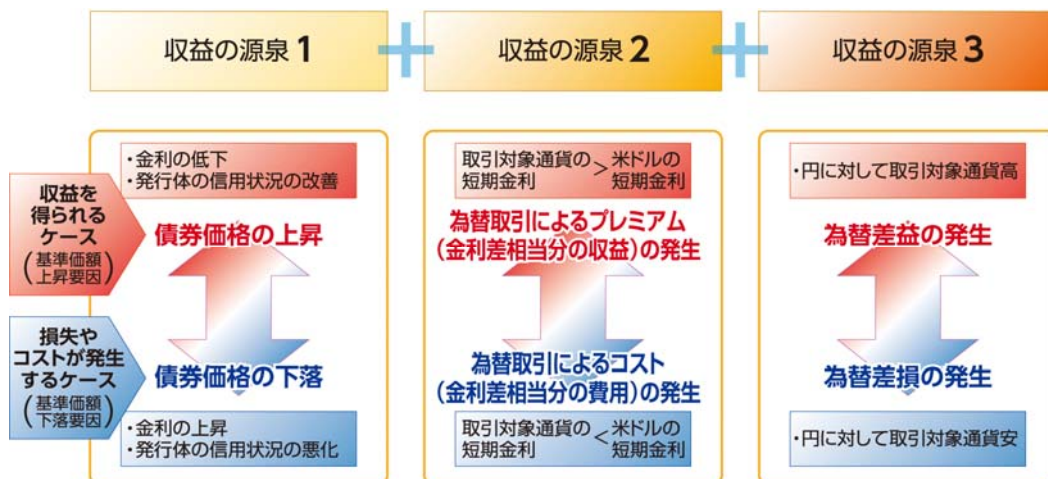 収益の源泉1
+
収益の源泉2
+
収益の源泉3
収益を
得られる
ケース
(基準価額
上昇要因)
・金利の低下
・発行体の信用状況の改善
債券価格の上昇
取引対象通貨の
短期金利
>
米ドルの
短期金利
為替取引によるプレミアム
(金利差相当分の収益)の発生
・円に対して取引対象通貨高
為替差益の発生
損失や
コストが発生
するケース
(基準価額
下落要因)
債券価格の下落
・金利の上昇
・発行体の信用状況の悪化
為替取引によるコスト
(金利差相当分の費用)の発生
取引対象通貨の
短期金利
<
米ドルの
短期金利
為替差損の発生
・円に対して取引対象通貨安